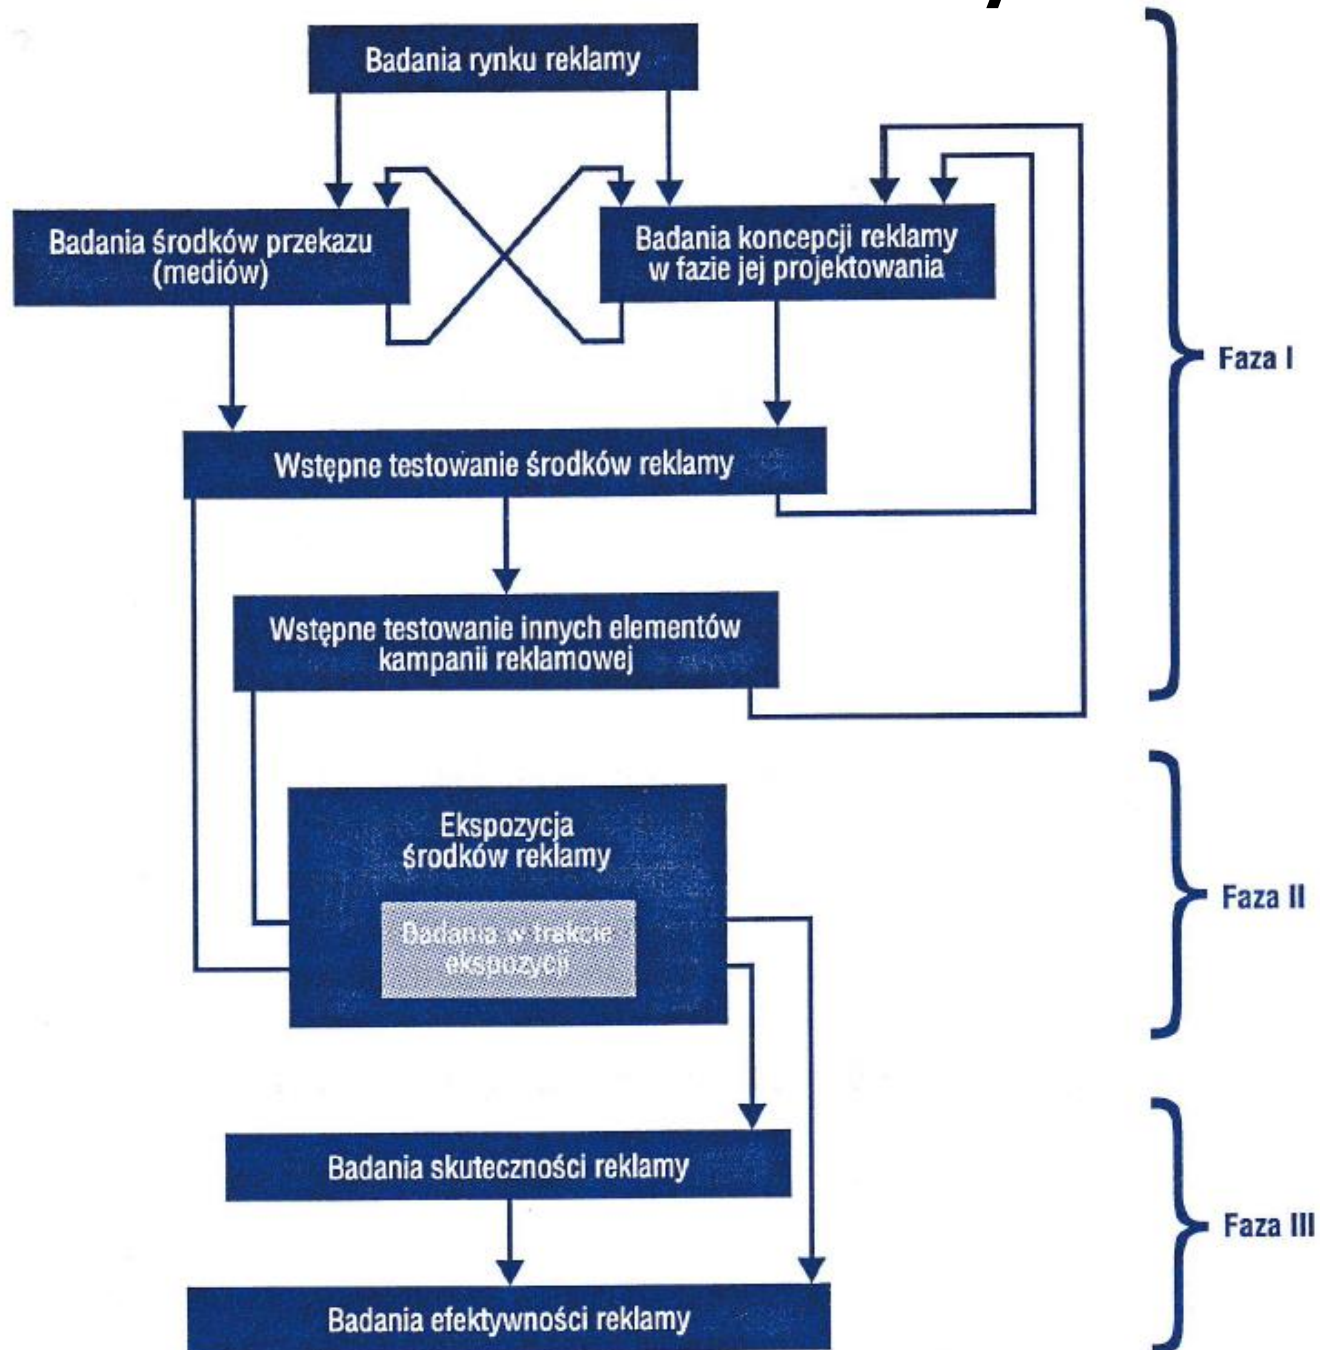 Badania rynku reklamy
Badania środków przekazu
(mediów)
Badania koncepcji reklamy
w fazie jej projektowania
Faza I
Wstępne testowanie środków reklamy
Wstępne testowanie innych elementów
kampanii reklamowej
Ekspozycja
środków reklamy
Badania w trakcie
ekspozycji
Faza II
Badania skuteczności reklamy
Faza III
Badania efektywności reklamy